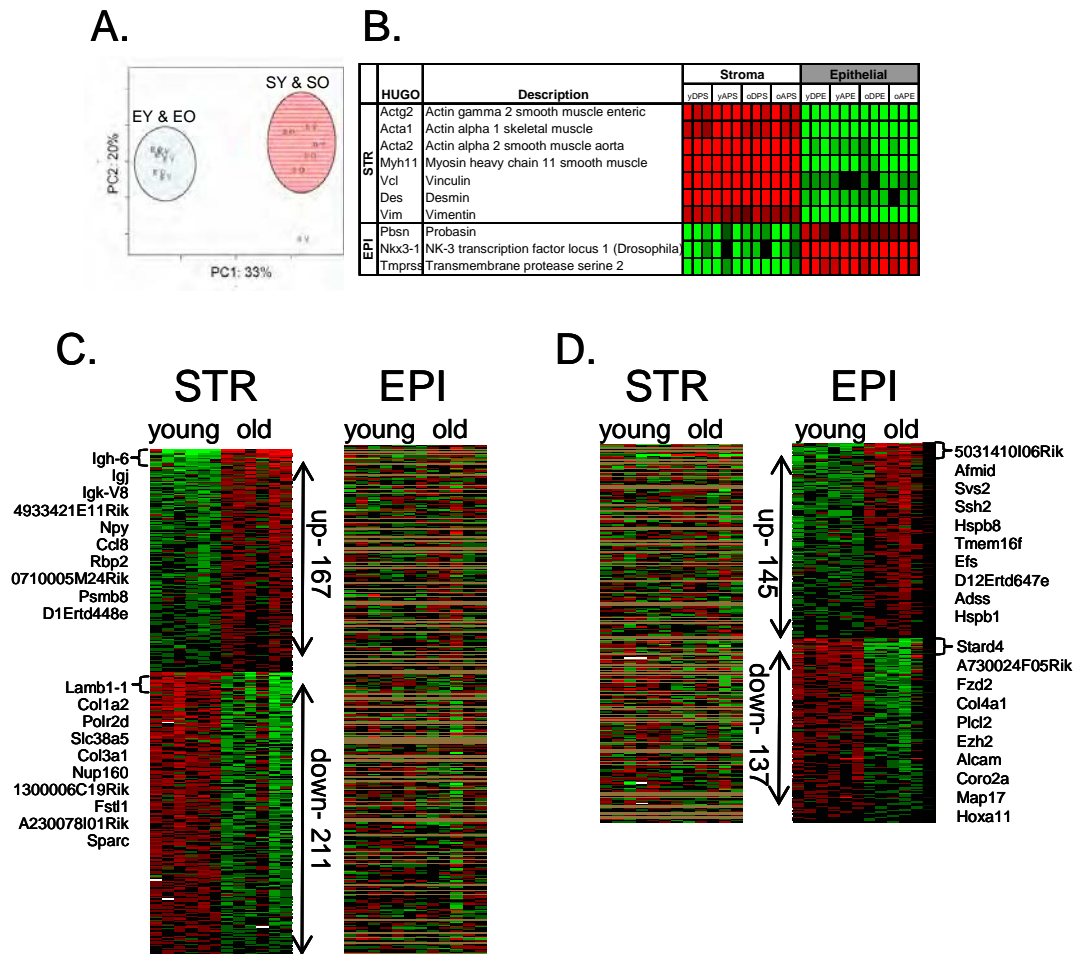 A.
EY & EO
SY & SO
PC2: 20%
PC1: 33%
B.
Stroma Epithelial
HUGO Description yDPS yAPS oDPS oAPS yDPE yAPE oDPE oAPE
STR
Actg2 Actin gamma 2 smooth muscle enteric
Acta1 Actin alpha 1 skeletal muscle
Acta2 Actin alpha 2 smooth muscle aorta
Myh11 Myosin heavy chain 11 smooth muscle
Vcl Vinculin
Des Desmin
Vim Vimentin
EPI
Pbsn Probasin
Nkx3-1 NK-3 transcription factor locus 1 (Drosophila)
Tmprss Transmembrane protease serine 2
C.
STR EPI
young old young old
Igh-6
Igj
Igk-V8
4933421E11Rik
Npy
Ccl8
Rbp2
0710005M24Rik
Psmb8
D1Ertd448e
up- 167
Lamb1-1
Col1a2
Polr2d
Slc38a5
Col3a1
Nup160
1300006C19Rik
Fstl1
A230078I01Rik
Sparc
down- 211
D.
STR EPI
young old young old
up- 145
5031410I06Rik
Afmid
Svs2
Ssh2
Hspb8
Tmem16f
Efs
D12Ertd647e
Adss
Hspb1
down- 137
Stard4
A730024F05Rik
Fzd2
Col4a1
Plcl2
Ezh2
Alcam
Coro2a
Map17
Hoxa11